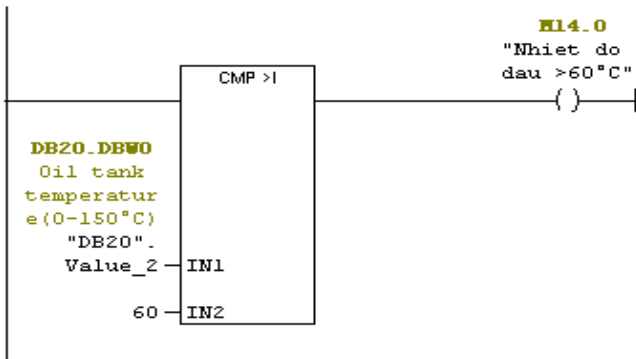 M14.0
"Nhiet do
dau >60°C"
CMP >I
DB20.DBW0
Oil tank
temperatur
e(0-150°C)
"DB20".
Value_2
IN1
60
IN2